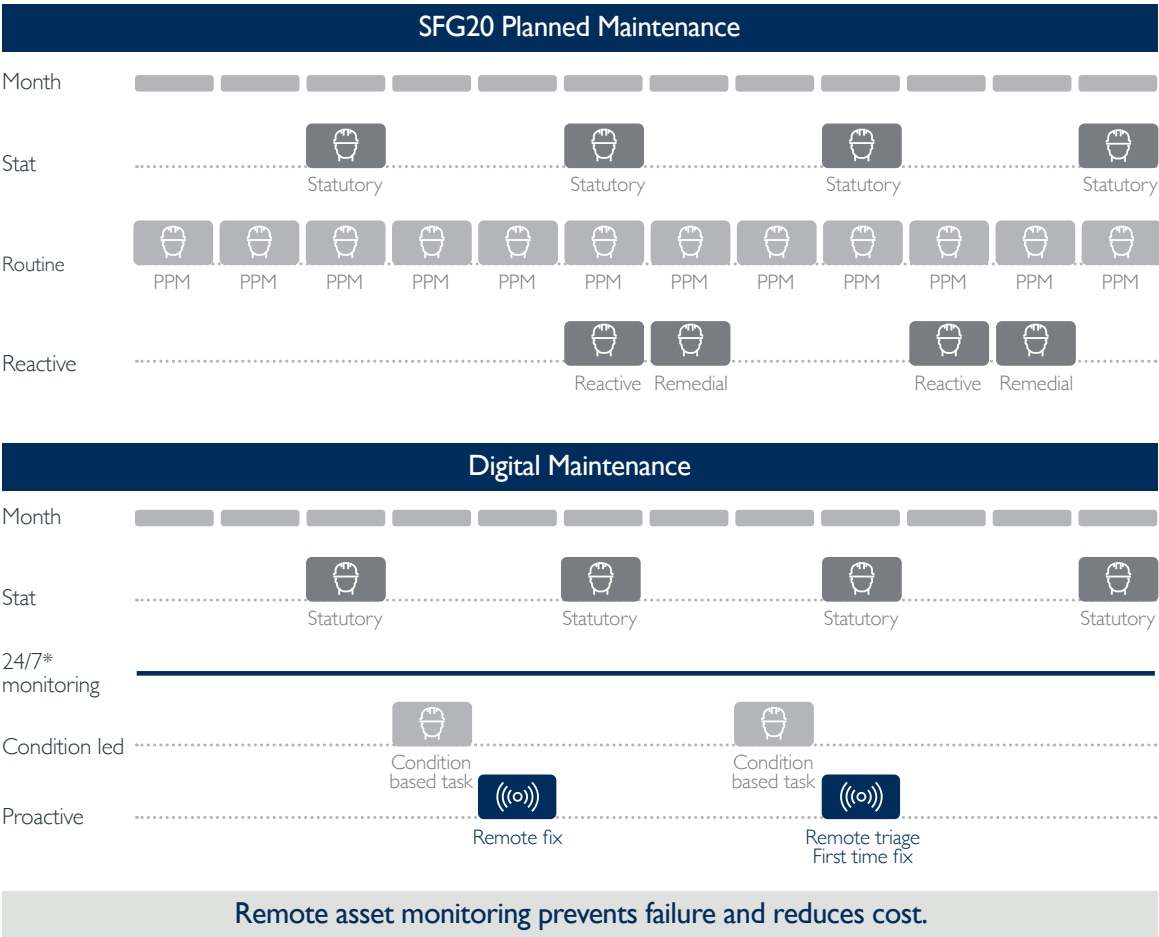 SFG20 Planned Maintenance
Month
Stat
Statutory Statutory Statutory Statutory
Routine
PPM PPM PPM PPM PPM PPM PPM PPM PPM PPM PPM PPM
Reactive
Reactive Remedial Reactive Remedial
Digital Maintenance
Month
Stat
Statutory Statutory Statutory Statutory
24/7*
monitoring
Condition led
Condition Condition
based task based task
Proactive
Remote fix Remote triage
First time fix
Remote asset monitoring prevents failure and reduces cost.